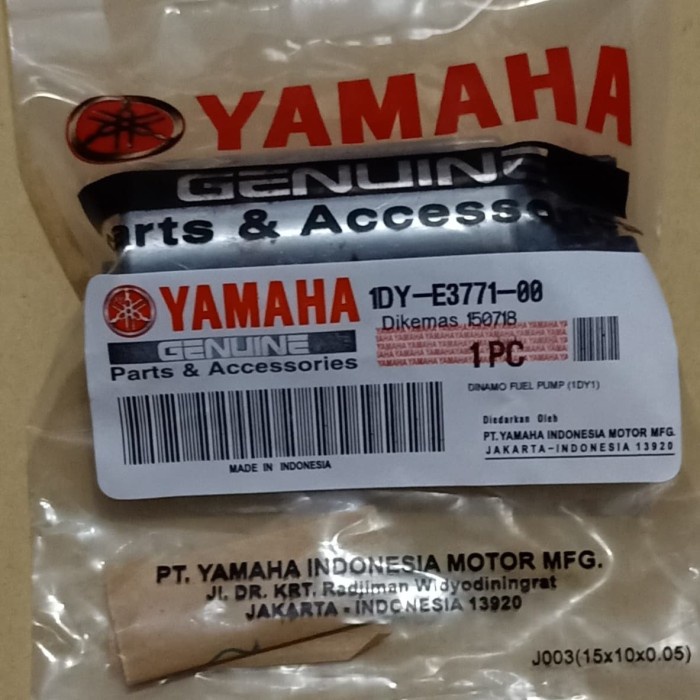 YAMAHA
GENUINE
Parts & Accesso
YAMAHA
GENUINE
Parts & Accessories
MADE IN INDONESIA
1DY-E3771-00
Dikemas 150718
1 PC
DINAMO FUEL PUMP (1DY1)
Diedarkan Oleh
PT.YAMAHA INDONESIA MOTOR MFG.
JAKARTA-INDONESIA 13920
PT. YAMAHA INDONESIA MOTOR MFG.
Jl. DR. KRT. Radjiman Widyodiningrat
JAKARTA - INDONESIA 13920
J003(15x10x0.05)